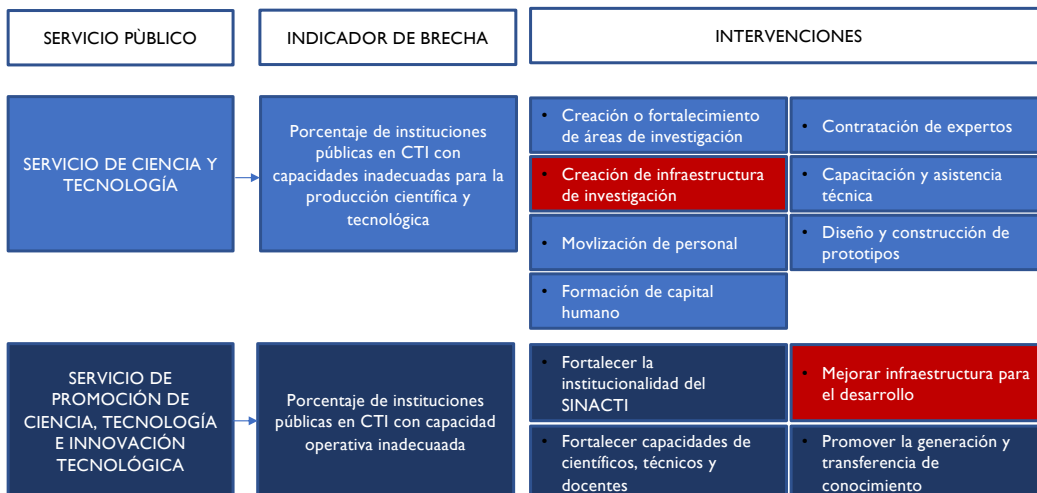 SERVICIO PÙBLICO
INDICADOR DE BRECHA
INTERVENCIONES
SERVICIO DE CIENCIA Y
TECNOLOGÍA
Porcentaje de instituciones
públicas en CTI con
capacidades inadecuadas para la
producción científica y
tecnológica
• Creación o fortalecimiento
de áreas de investigación
• Contratación de expertos
• Creación de infraestructura
de investigación
• Capacitación y asistencia
técnica
• Movlización de personal
• Diseño y construcción de
prototipos
• Formación de capital
humano
SERVICIO DE
PROMOCIÓN DE
CIENCIA, TECNOLOGÍA
E INNOVACIÓN
TECNOLÓGICA
Porcentaje de instituciones
públicas en CTI con capacidad
operativa inadecuaada
• Fortalecer la
institucionalidad del
SINACTI
• Mejorar infraestructura para
el desarrollo
• Fortalecer capacidades de
científicos, técnicos y
docentes
• Promover la generación y
transferencia de
conocimiento